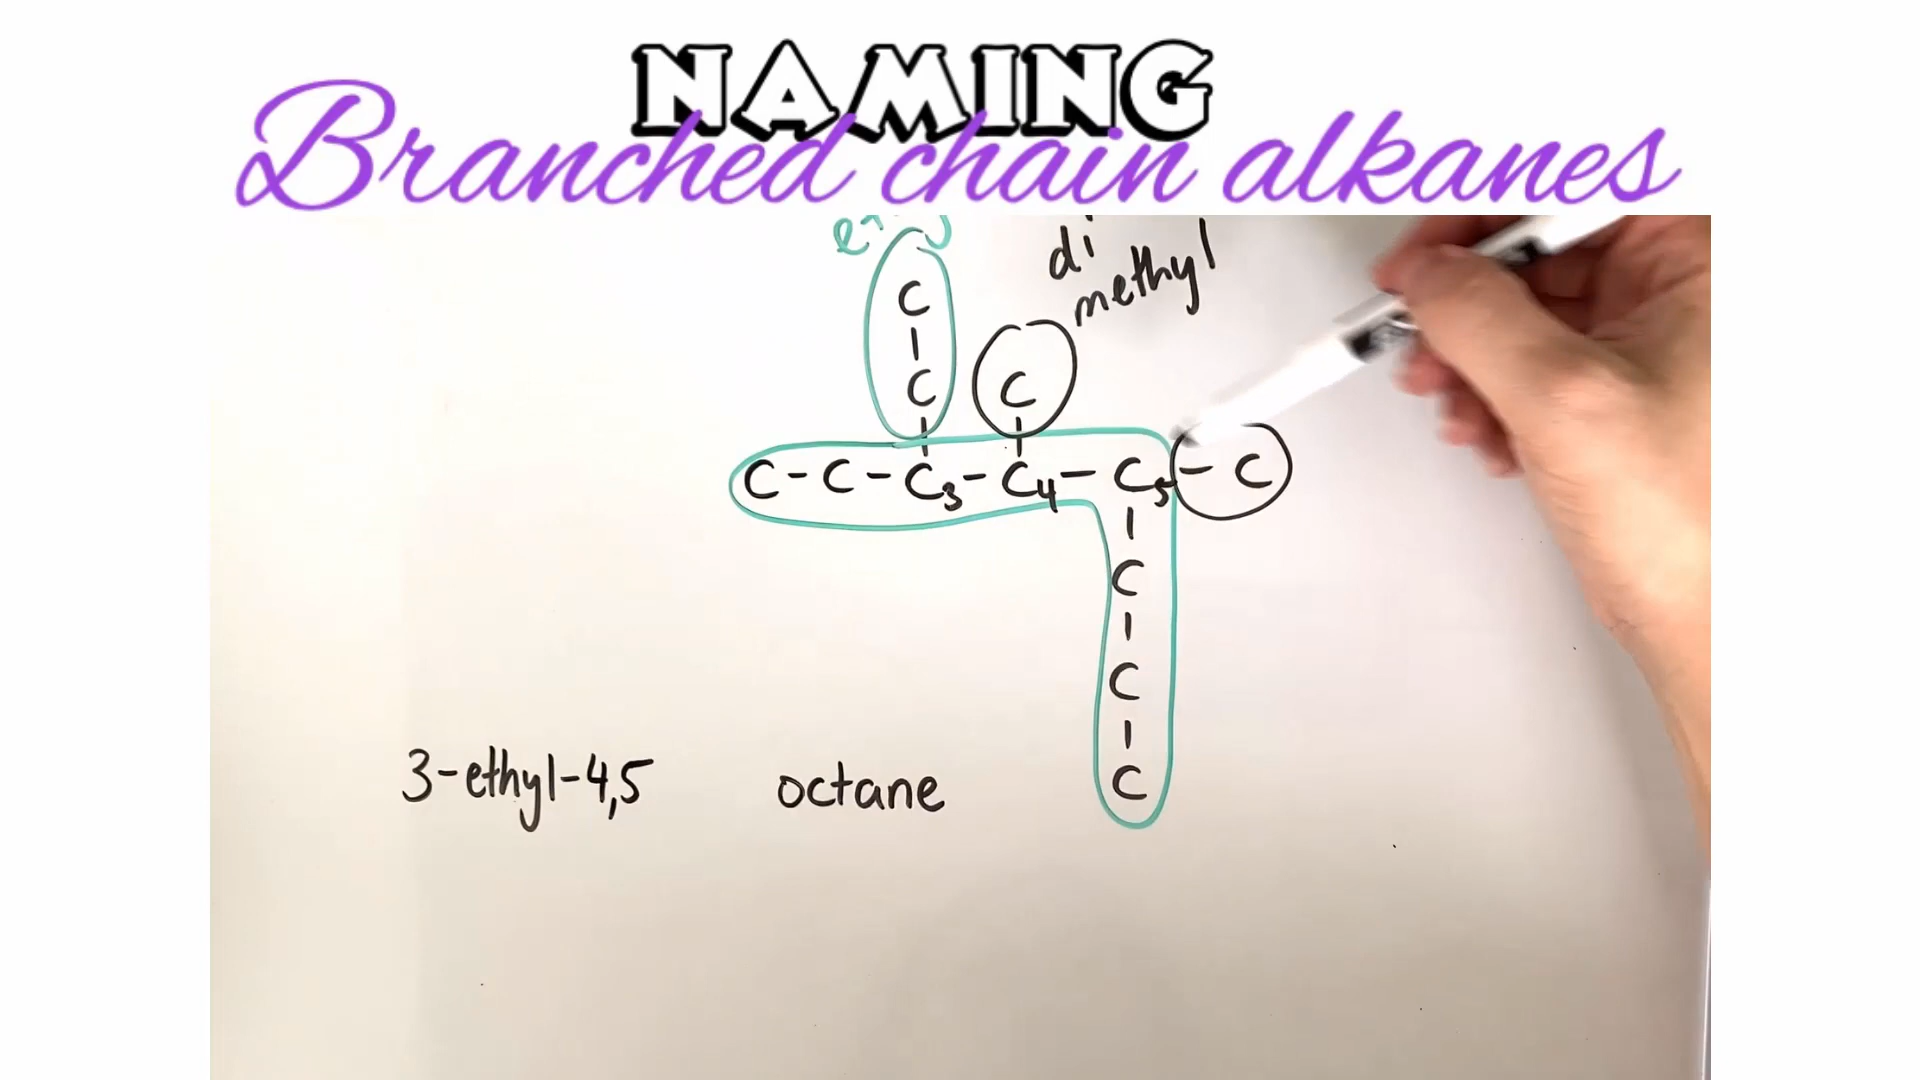 NAMING
Branched chain alkanes
di
methyl
C
C C
C - C - C3 - C4 - C5 - C
C
C
C
3-ethyl-4,5 octane